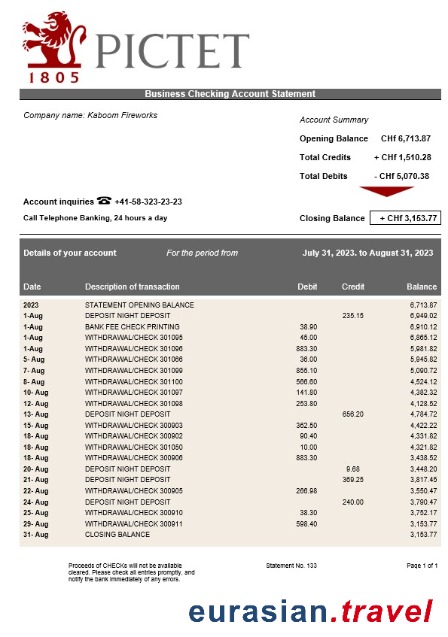 PICTET
1805
Business Checking Account Statement
Company name: Kaboom Fireworks
Account Summary
Opening Balance CHf 6,713.87
Total Credits + CHf 1,510.28
Total Debits - CHf 5,070.38
Account inquiries ☎ +41-58-323-23-23
Call Telephone Banking, 24 hours a day
Closing Balance + CHf 3,153.77
Details of your account For the period from July 31, 2023. to August 31, 2023
Date Description of transaction Debit Credit Balance
2023 STATEMENT OPENING BALANCE 6,713.87
1-Aug DEPOSIT NIGHT DEPOSIT 235.15 6,949.02
1-Aug BANK FEE CHECK PRINTING 38.90 6,910.12
1-Aug WITHDRAWAL/CHECK 301095 45.00 6,865.12
1-Aug WITHDRAWAL/CHECK 301096 883.30 5,981.82
5- Aug WITHDRAWAL/CHECK 301066 36.00 5,945.82
7- Aug WITHDRAWAL/CHECK 301099 855.10 5,090.72
8- Aug WITHDRAWAL/CHECK 301100 566.60 4,524.12
10- Aug WITHDRAWAL/CHECK 301097 141.80 4,382.32
12- Aug WITHDRAWAL/CHECK 301098 253.80 4,128.52
13- Aug DEPOSIT NIGHT DEPOSIT 656.20 4,784.72
15- Aug WITHDRAWAL/CHECK 300903 362.50 4,422.22
18- Aug WITHDRAWAL/CHECK 300902 90.40 4,331.82
18- Aug WITHDRAWAL/CHECK 301050 10.00 4,321.82
18- Aug WITHDRAWAL/CHECK 300906 883.30 3,438.52
20- Aug DEPOSIT NIGHT DEPOSIT 9.68 3,448.20
21- Aug DEPOSIT NIGHT DEPOSIT 369.25 3,817.45
22- Aug WITHDRAWAL/CHECK 300905 266.98 3,550.47
24- Aug DEPOSIT NIGHT DEPOSIT 240.00 3,790.47
25- Aug WITHDRAWAL/CHECK 300910 38.30 3,752.17
29- Aug WITHDRAWAL/CHECK 300911 598.40 3,153.77
31- Aug CLOSING BALANCE 3,153.77
Proceeds of CHECKs will not be available
cleared. Please check all entries promptly, and
notify the bank immediately of any errors.
Statement No. 133
Page 1 of 1
eurasian.travel